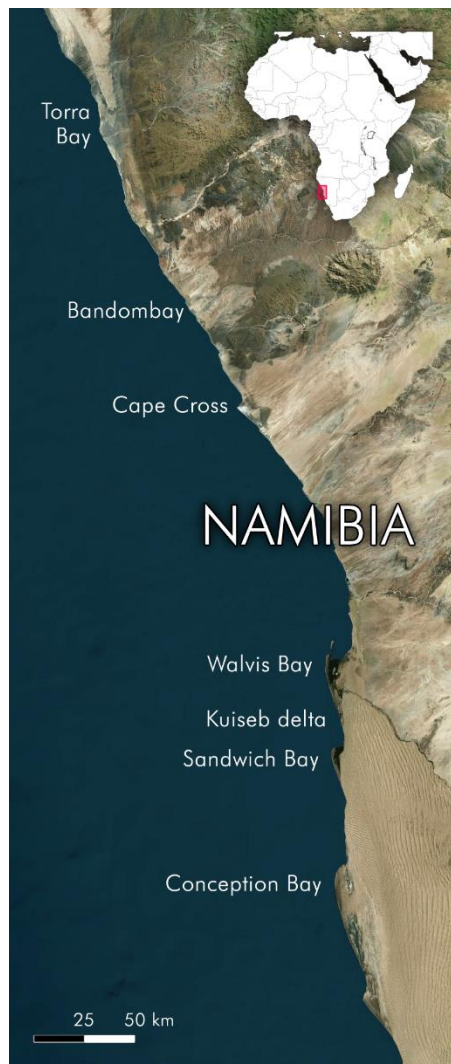 Torra
Bay
Bandombay
Cape Cross
NAMIBIA
Walvis Bay
Kuiseb delta
Sandwich Bay
Conception Bay
25 50 km